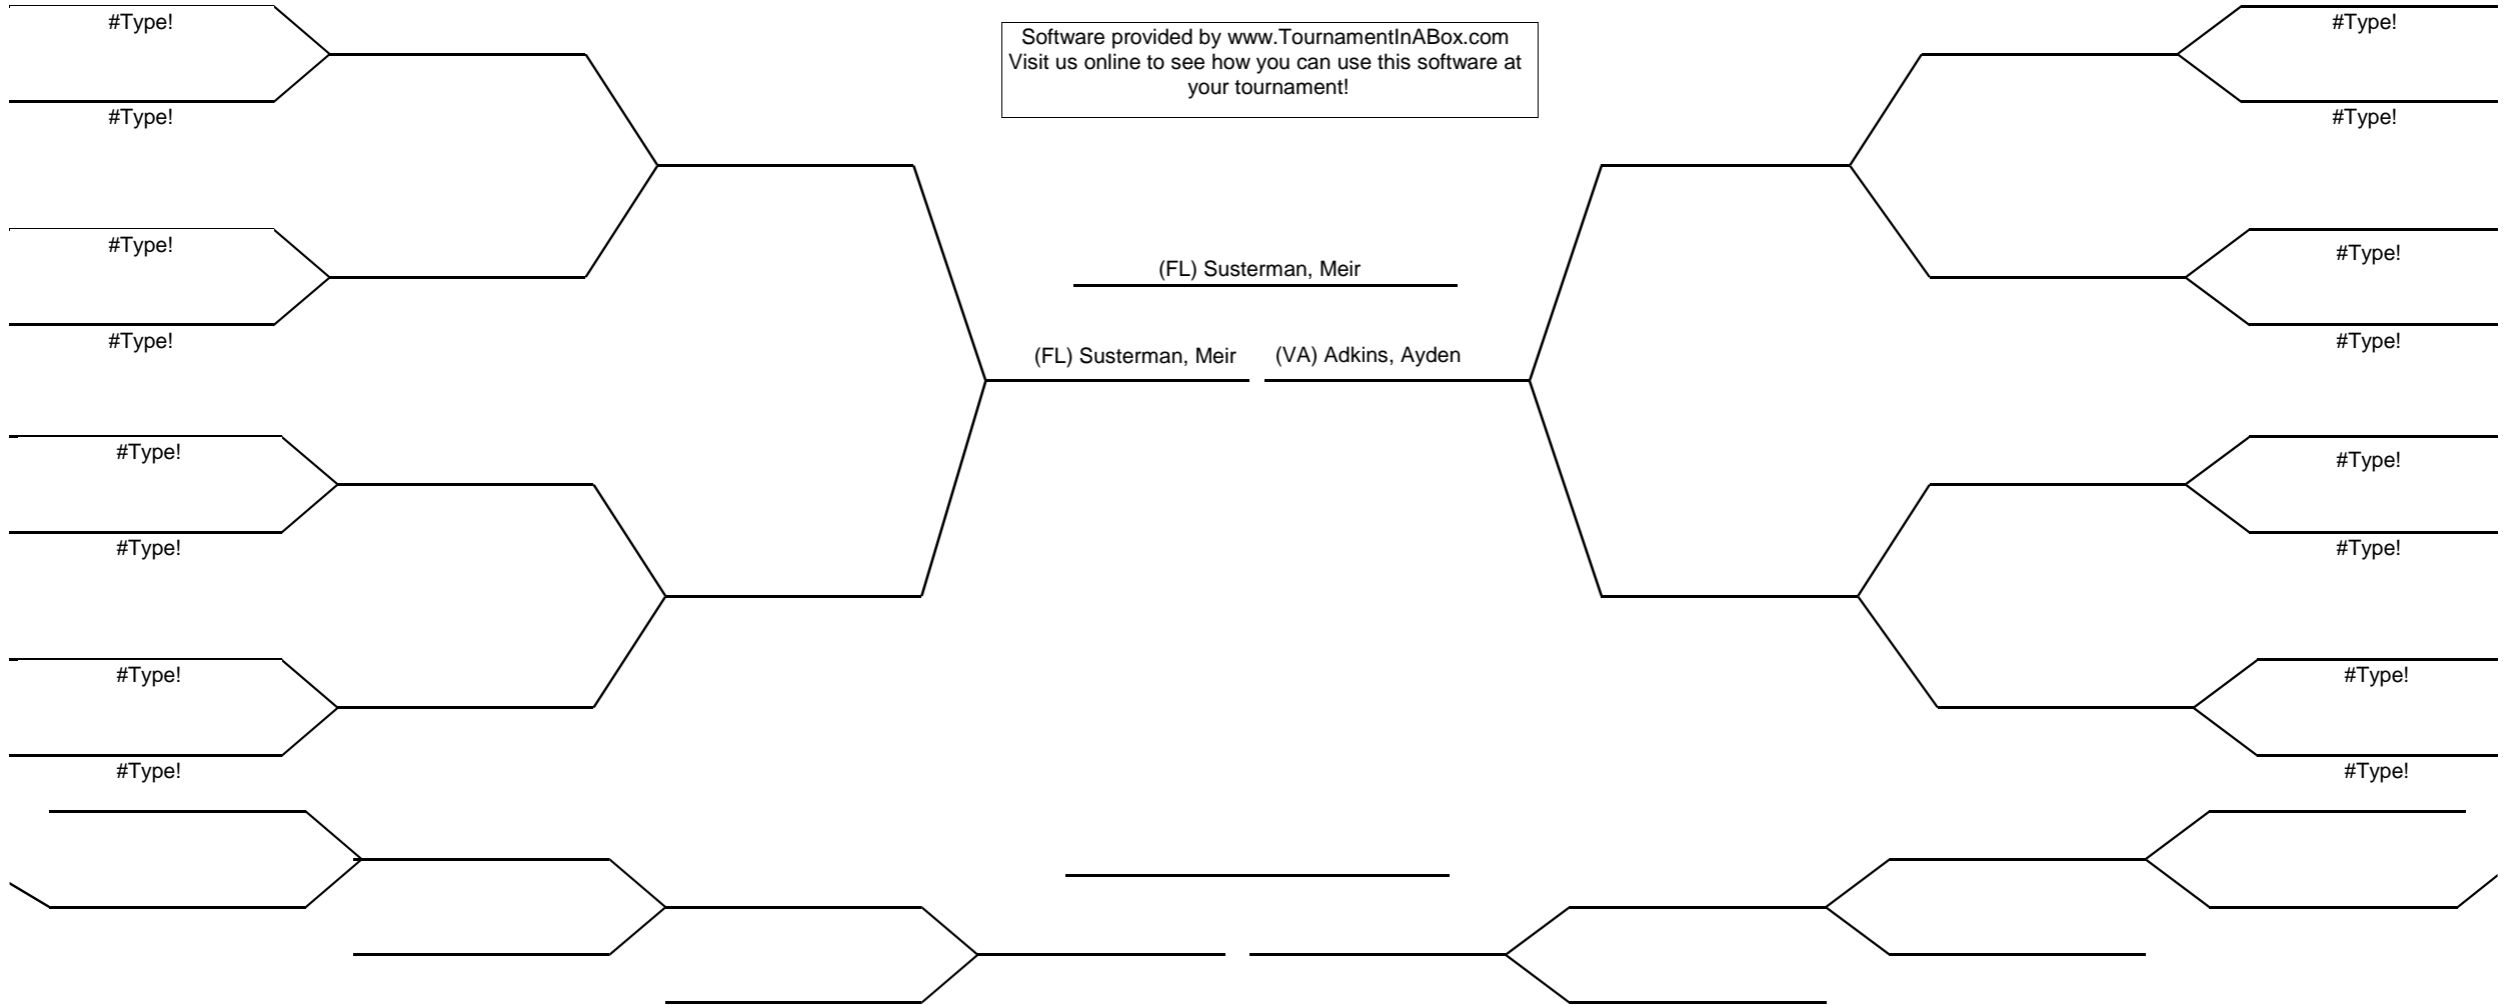 #Type!
#Type!
Software provided by www.TournamentInABox.com
Visit us online to see how you can use this software at
your tournament!
#Type!
#Type!
#Type!
#Type!
(FL) Susterman, Meir
#Type!
#Type!
(FL) Susterman, Meir
(VA) Adkins, Ayden
#Type!
#Type!
#Type!
#Type!
#Type!
#Type!
#Type!
#Type!